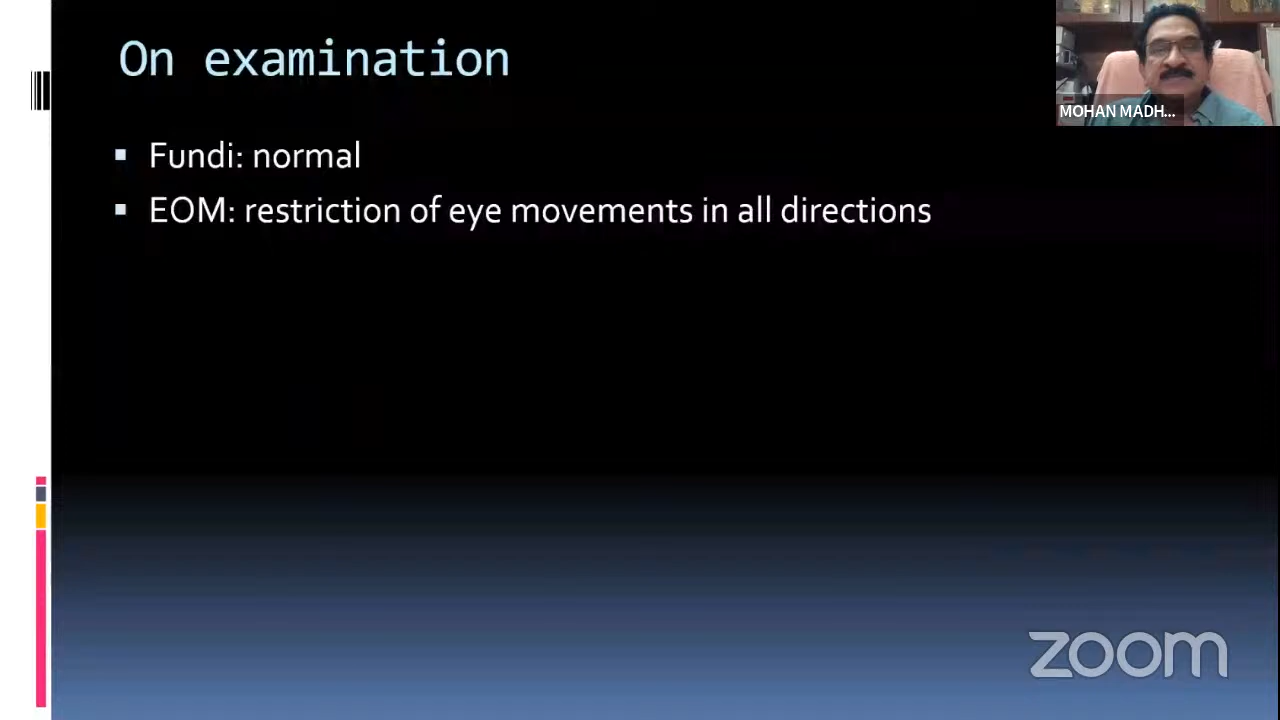 On examination
MOHAN MADH...
Fundi: normal
EOM: restriction of eye movements in all directions
zoom